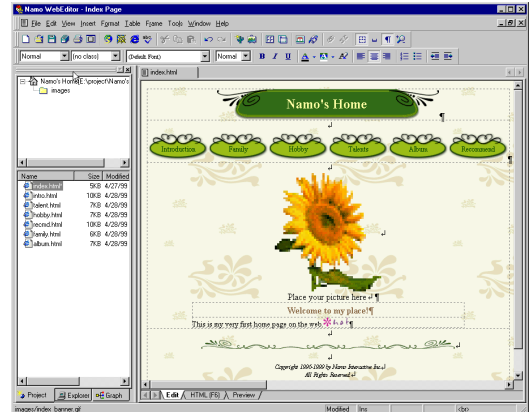 Namo WebEditor - Index Page
File Edit View Insert Format Table Frame Tools Window Help
Normal (no class) (Default Font) Normal B I U A A A
Namo's Home(E:\project\Namo's
images
index.html
Namo's Home
Introduction Family Hobby Talents Album Recommend
Name Size Modified
index.html* 5KB 4/27/99
intro.html 10KB 4/28/99
talent.html 7KB 4/28/99
hobby.html 7KB 4/28/99
recmd.html 10KB 4/28/99
family.html 6KB 4/28/99
album.html 7KB 4/28/99
Place your picture here
Welcome to my place!
This is my very first home page on the web
Copyright 1996-1999 by Namo Interactive Inc.
All Rights Reserved.
Project Explorer Graph
Edit HTML (F6) Preview
images/index_banner.gif Modified Ins <br>